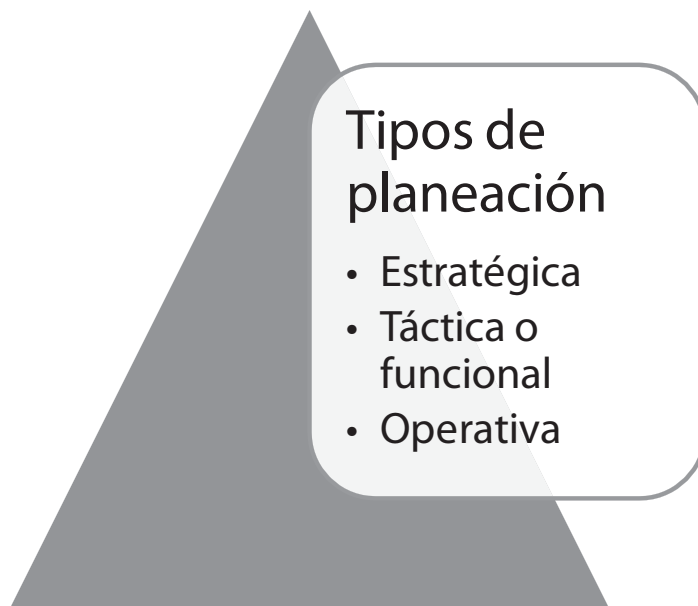 Tipos de
planeación
• Estratégica
• Táctica o
funcional
• Operativa